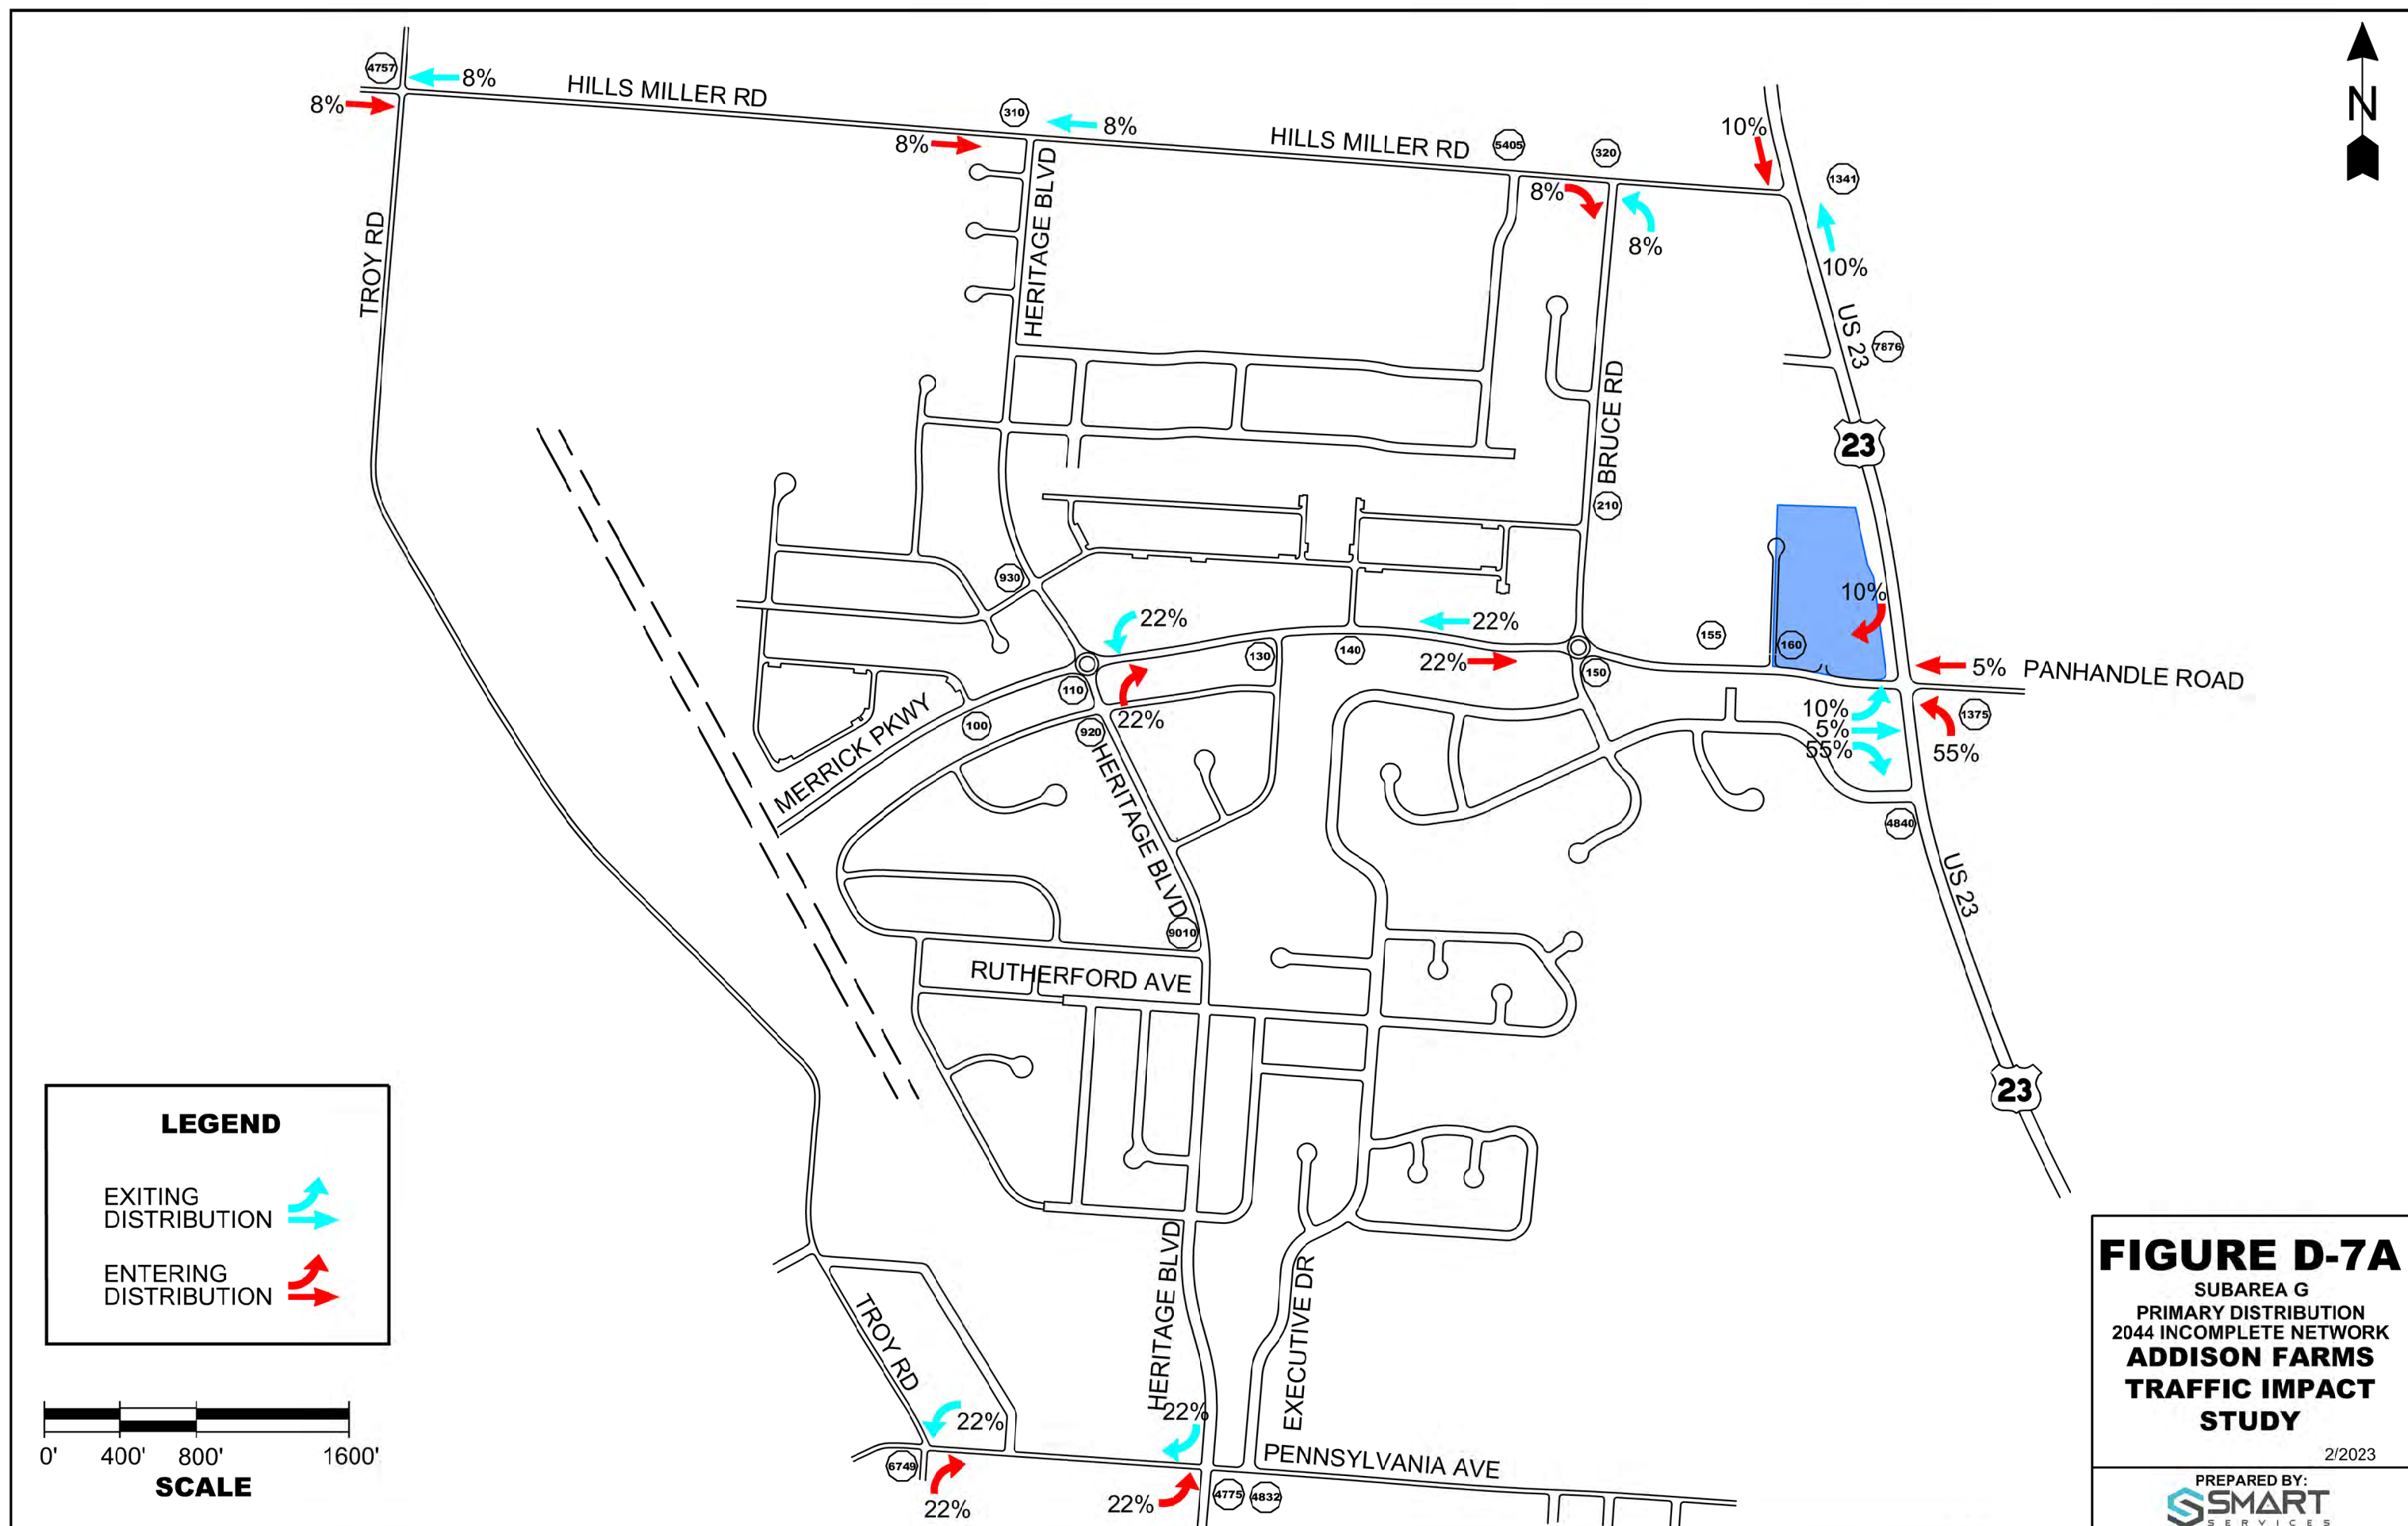 4757
8%
8%
HILLS MILLER RD
310
8%
8%
HILLS MILLER RD
5405
320
10%
1341
N
8%
8%
10%
TROY RD
HERITAGE BLVD
US 23
7876
BRUCE RD
23
210
930
22%
22%
10%
155
160
130
140
22%
150
5% PANHANDLE ROAD
110
22%
100
920
MERRICK PKWY
10%
5%
55%
1375
55%
HERITAGE BLVD
4840
US 23
9010
RUTHERFORD AVE
23
LEGEND
EXITING
DISTRIBUTION
ENTERING
DISTRIBUTION
0' 400' 800' 1600'
SCALE
TROY RD
HERITAGE BLVD
EXECUTIVE DR
22%
22%
6749
22%
22%
4775
4832
PENNSYLVANIA AVE
FIGURE D-7A
SUBAREA G
PRIMARY DISTRIBUTION
2044 INCOMPLETE NETWORK
ADDISON FARMS
TRAFFIC IMPACT
STUDY
2/2023
PREPARED BY:
SMART
SERVICES